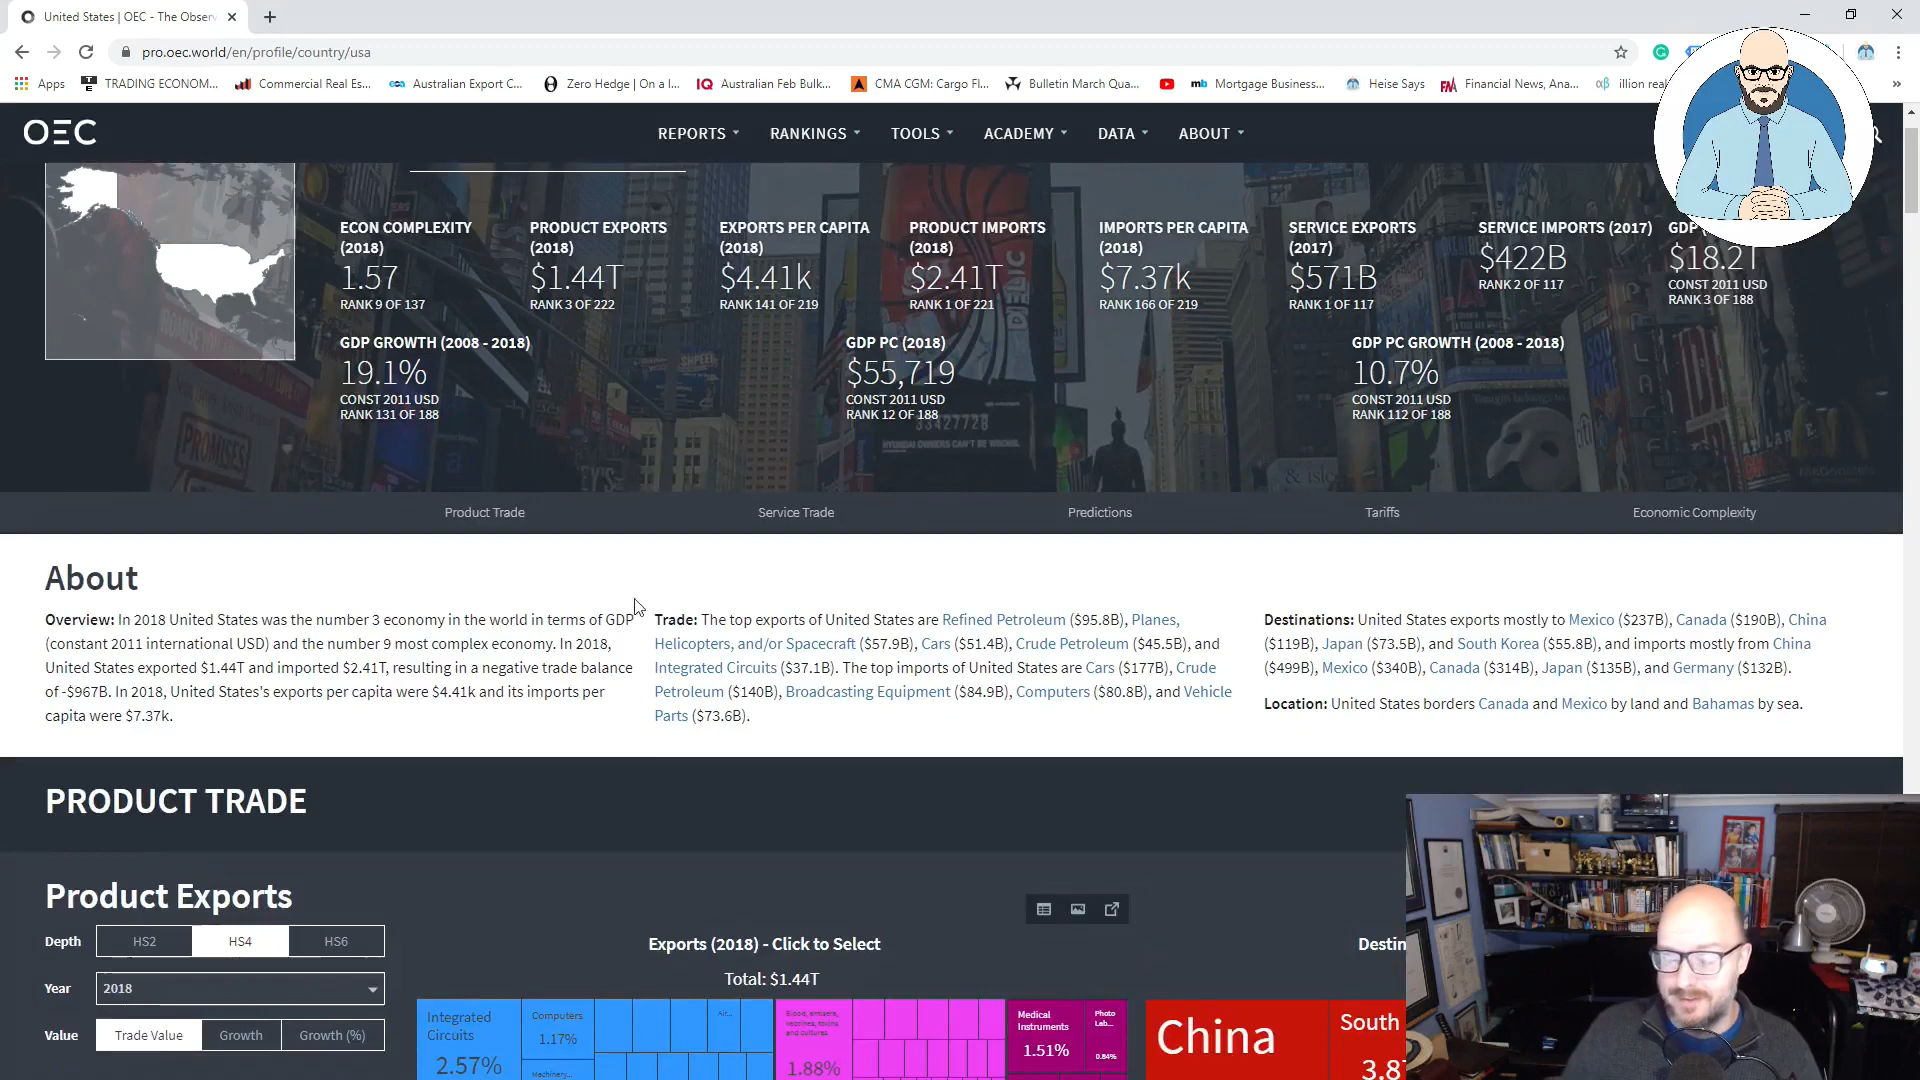 United States | OEC - The Obser
pro.oec.world/en/profile/country/usa
Apps
TRADING ECONOM...
Commercial Real Es...
Australian Export C...
Zero Hedge | On a l...
Australian Feb Bulk...
CMA CGM: Cargo Fl...
Bulletin March Qua...
Mortgage Business...
Heise Says
Financial News, Ana...
illion rea
OEC
REPORTS
RANKINGS
TOOLS
ACADEMY
DATA
ABOUT
ECON COMPLEXITY (2018)
1.57
RANK 9 OF 137
PRODUCT EXPORTS (2018)
$1.44T
RANK 3 OF 222
EXPORTS PER CAPITA (2018)
$4.41k
RANK 141 OF 219
PRODUCT IMPORTS (2018)
$2.41T
RANK 1 OF 221
IMPORTS PER CAPITA (2018)
$7.37k
RANK 166 OF 219
SERVICE EXPORTS (2017)
$571B
RANK 1 OF 117
SERVICE IMPORTS (2017)
$422B
RANK 2 OF 117
GDP
$18.2T
CONST 2011 USD
RANK 3 OF 188
GDP GROWTH (2008 - 2018)
19.1%
CONST 2011 USD
RANK 131 OF 188
GDP PC (2018)
$55,719
CONST 2011 USD
RANK 12 OF 188
GDP PC GROWTH (2008 - 2018)
10.7%
CONST 2011 USD
RANK 112 OF 188
Product Trade
Service Trade
Predictions
Tariffs
Economic Complexity
About
Overview: In 2018 United States was the number 3 economy in the world in terms of GDP
(constant 2011 international USD) and the number 9 most complex economy. In 2018,
United States exported $1.44T and imported $2.41T, resulting in a negative trade balance
of -$967B. In 2018, United States's exports per capita were $4.41k and its imports per
capita were $7.37k.
Trade: The top exports of United States are Refined Petroleum ($95.8B), Planes,
Helicopters, and/or Spacecraft ($57.9B), Cars ($51.4B), Crude Petroleum ($45.5B), and
Integrated Circuits ($37.1B). The top imports of United States are Cars ($177B), Crude
Petroleum ($140B), Broadcasting Equipment ($84.9B), Computers ($80.8B), and Vehicle
Parts ($73.6B).
Destinations: United States exports mostly to Mexico ($237B), Canada ($190B), China
($119B), Japan ($73.5B), and South Korea ($55.8B), and imports mostly from China
($499B), Mexico ($340B), Canada ($314B), Japan ($135B), and Germany ($132B).
Location: United States borders Canada and Mexico by land and Bahamas by sea.
PRODUCT TRADE
Product Exports
Depth
HS2
HS4
HS6
Year
2018
Value
Trade Value
Growth
Growth (%)
Exports (2018) - Click to Select
Total: $1.44T
Destin
Integrated
Circuits
2.57%
Computers
1.17%
Machinery...
Air...
Blood, antisera,
vaccines, toxins
and cultures
1.88%
Medical
Instruments
1.51%
Photo
Lab...
0.84%
China
South
3.8